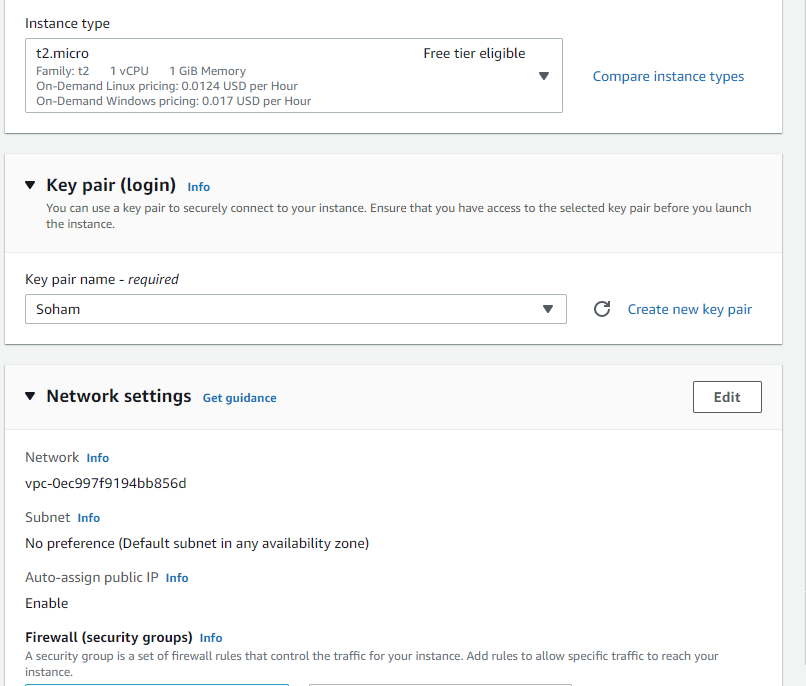 Instance type
t2.micro Free tier eligible
Family: t2 1 vCPU 1 GiB Memory
On-Demand Linux pricing: 0.0124 USD per Hour
On-Demand Windows pricing: 0.017 USD per Hour
Compare instance types
Key pair (login) Info
You can use a key pair to securely connect to your instance. Ensure that you have access to the selected key pair before you launch
the instance.
Key pair name - required
Soham
Create new key pair
Network settings Get guidance
Edit
Network Info
vpc-0ec997f9194bb856d
Subnet Info
No preference (Default subnet in any availability zone)
Auto-assign public IP Info
Enable
Firewall (security groups) Info
A security group is a set of firewall rules that control the traffic for your instance. Add rules to allow specific traffic to reach your
instance.